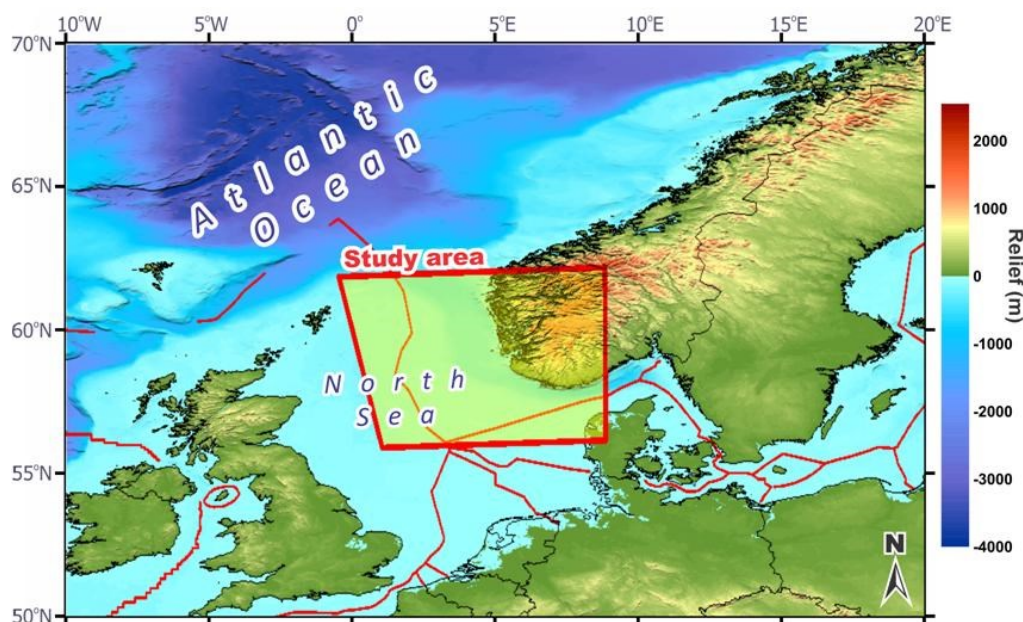 10°W 5°W 0° 5°E 10°E 15°E 20°E
70°N
65°N
60°N
55°N
50°N
Atlantic
Ocean
Study area
North
Sea
N
2000
1000
0
-1000
-2000
-3000
-4000
Relief (m)